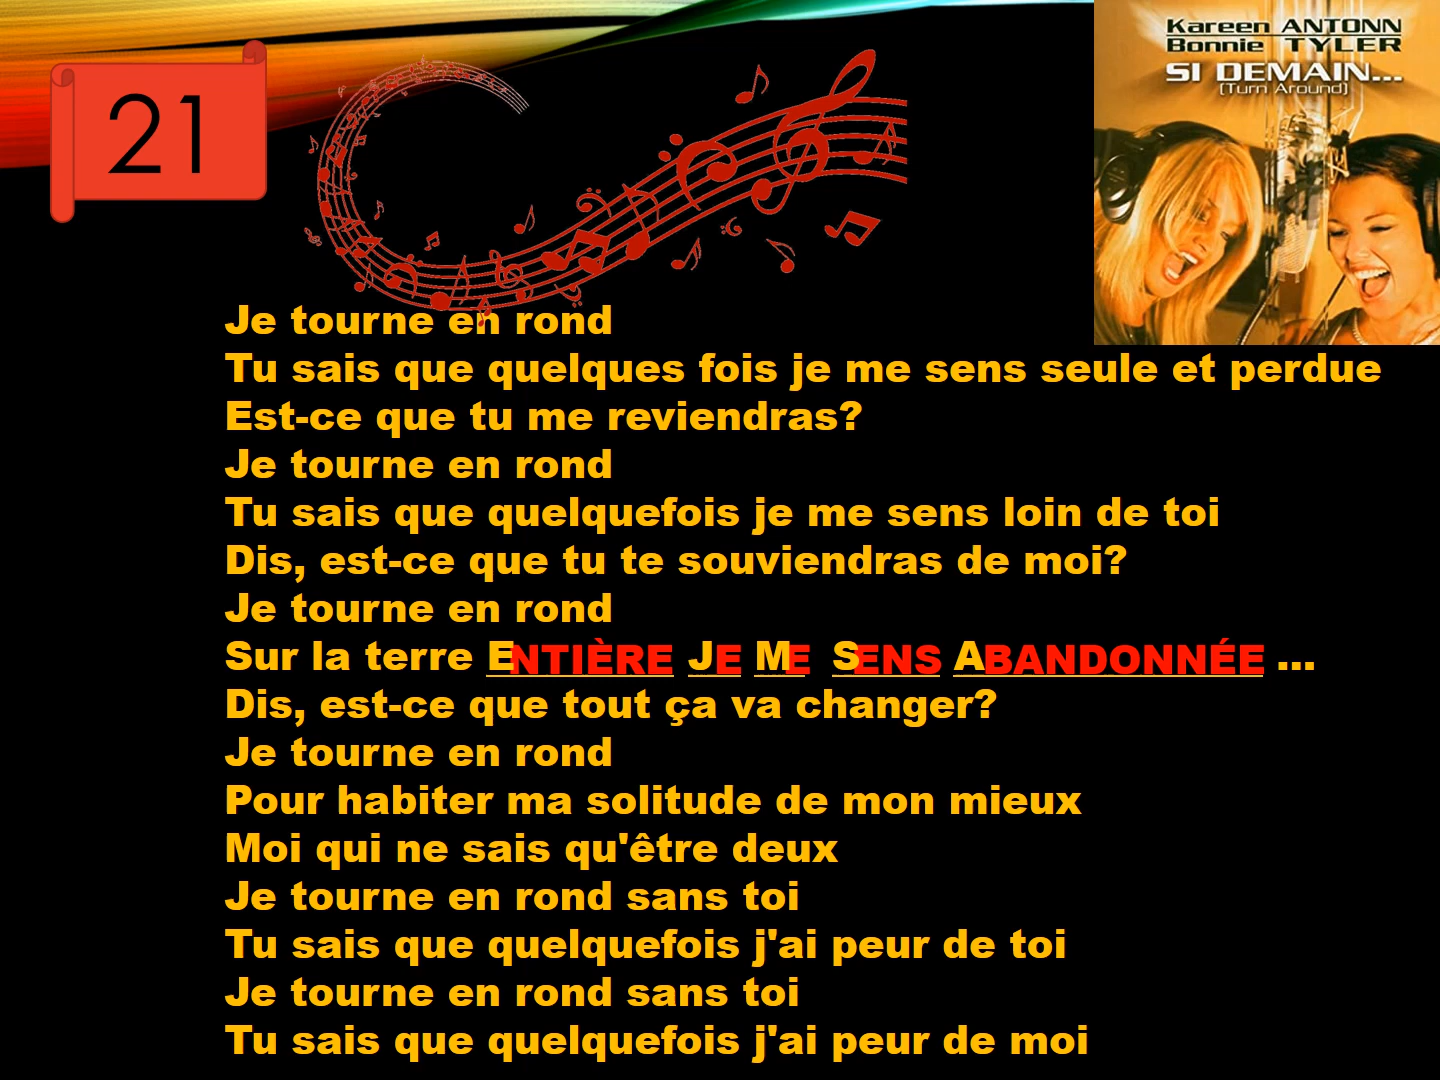 21
Kareen ANTONN
Bonnie TYLER
SI DEMAIN...
(Turn Around)
Je tourne en rond
Tu sais que quelques fois je me sens seule et perdue
Est-ce que tu me reviendras?
Je tourne en rond
Tu sais que quelquefois je me sens loin de toi
Dis, est-ce que tu te souviendras de moi?
Je tourne en rond
Sur la terre ENTIÈRE JE ME SENS ABANDONNÉE ...
Dis, est-ce que tout ça va changer?
Je tourne en rond
Pour habiter ma solitude de mon mieux
Moi qui ne sais qu'être deux
Je tourne en rond sans toi
Tu sais que quelquefois j'ai peur de toi
Je tourne en rond sans toi
Tu sais que quelquefois j'ai peur de moi